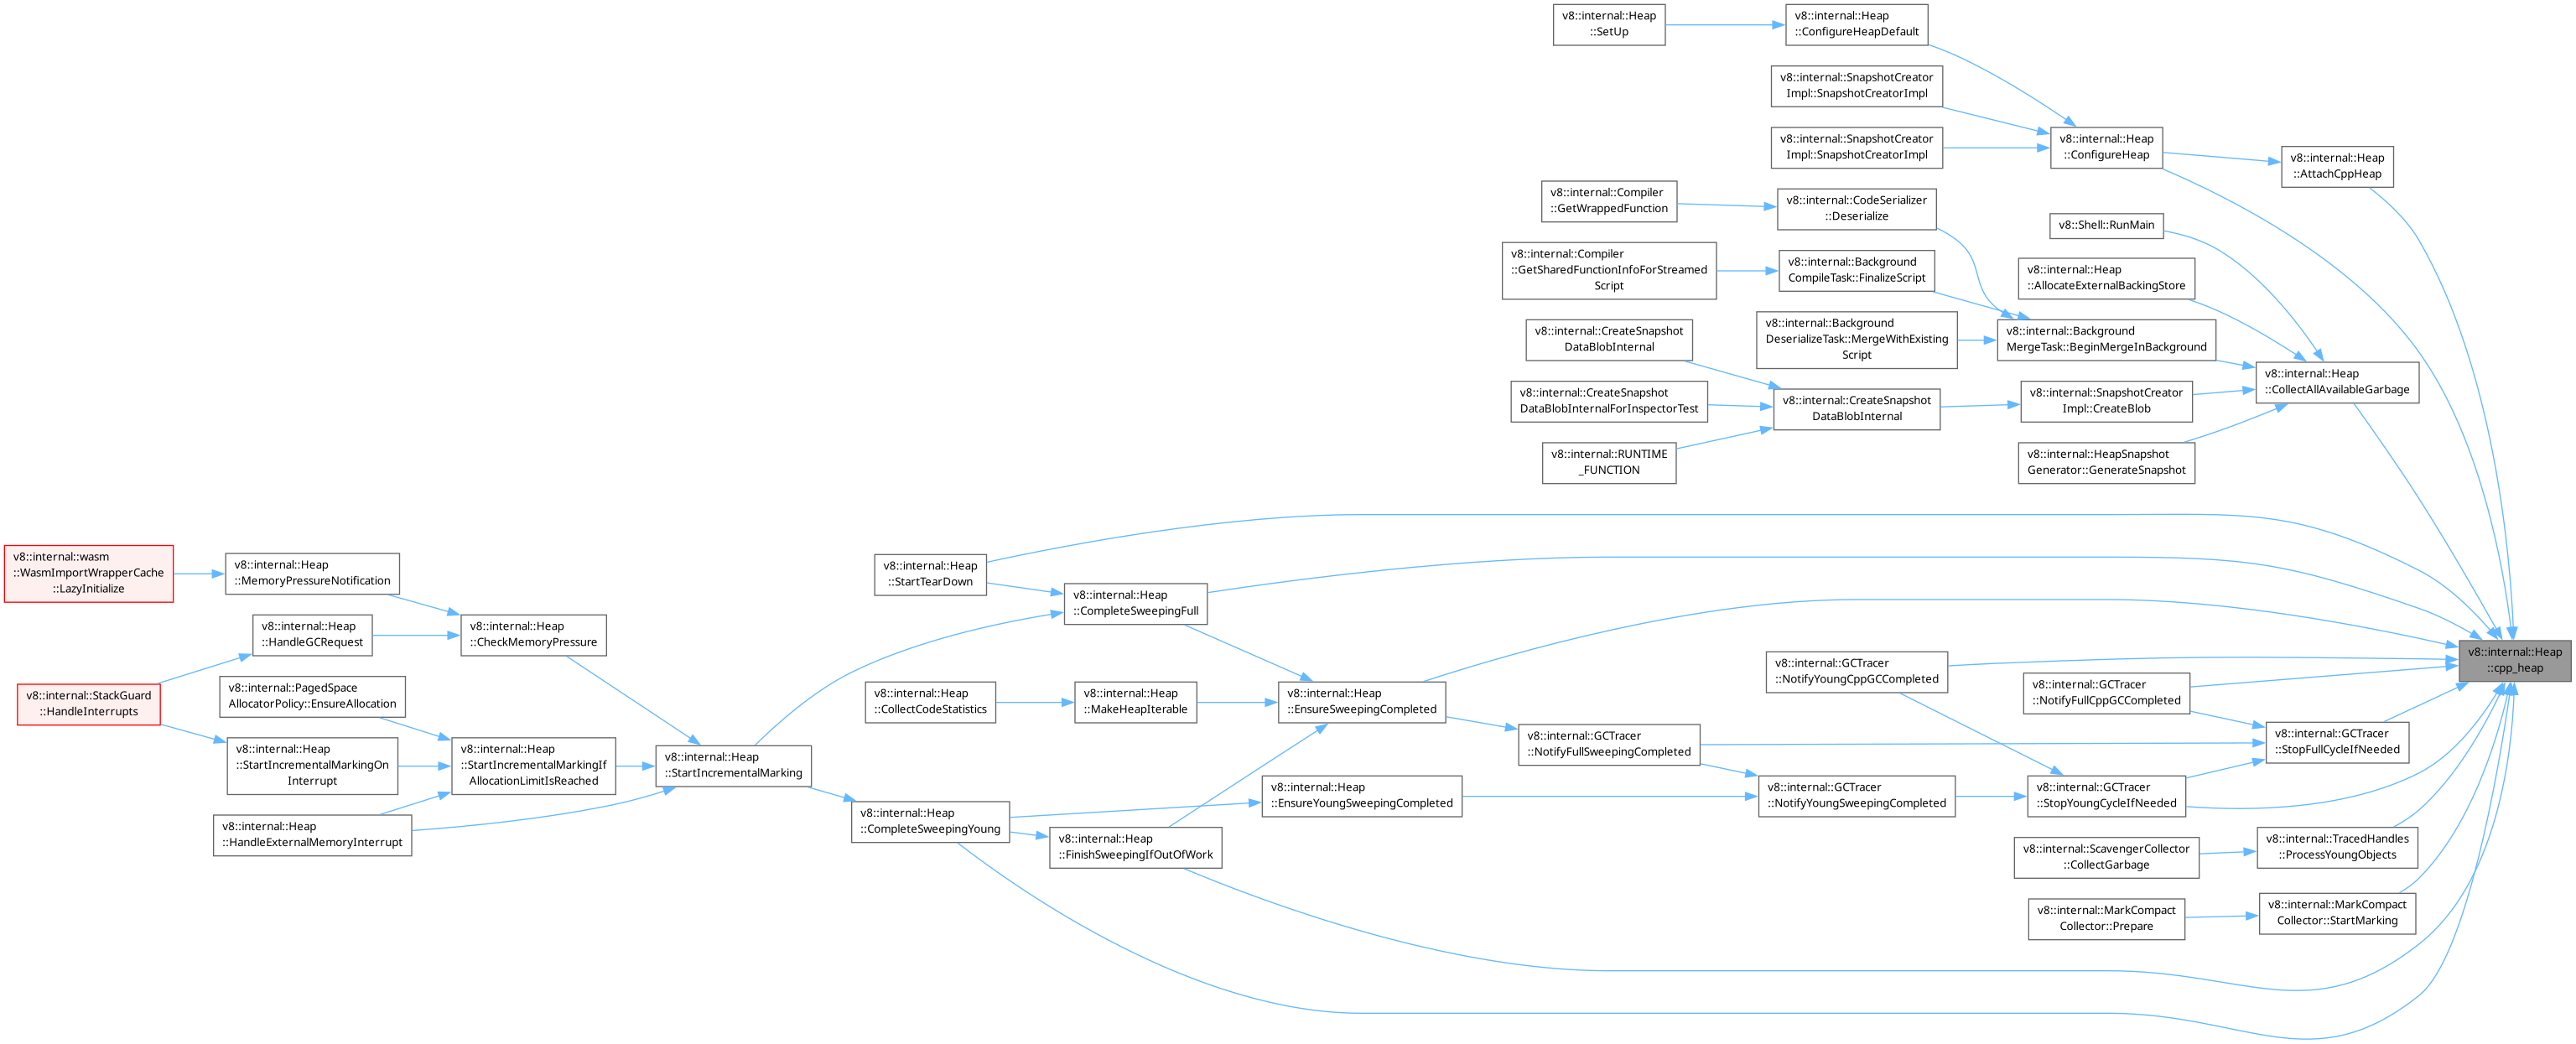 v8::internal::Heap
::SetUp
v8::internal::Heap
::ConfigureHeapDefault
v8::internal::SnapshotCreator
Impl::SnapshotCreatorImpl
v8::internal::SnapshotCreator
Impl::SnapshotCreatorImpl
v8::internal::Heap
::ConfigureHeap
v8::internal::Heap
::AttachCppHeap
v8::internal::Compiler
::GetWrappedFunction
v8::internal::CodeSerializer
::Deserialize
v8::Shell::RunMain
v8::internal::Compiler
::GetSharedFunctionInfoForStreamed
Script
v8::internal::Background
CompileTask::FinalizeScript
v8::internal::Heap
::AllocateExternalBackingStore
v8::internal::CreateSnapshot
DataBlobInternal
v8::internal::Background
DeserializeTask::MergeWithExisting
Script
v8::internal::Background
MergeTask::BeginMergeInBackground
v8::internal::Heap
::CollectAllAvailableGarbage
v8::internal::CreateSnapshot
DataBlobInternalForInspectorTest
v8::internal::CreateSnapshot
DataBlobInternal
v8::internal::SnapshotCreator
Impl::CreateBlob
v8::internal::RUNTIME
_FUNCTION
v8::internal::HeapSnapshot
Generator::GenerateSnapshot
v8::internal::wasm
::WasmImportWrapperCache
::LazyInitialize
v8::internal::Heap
::MemoryPressureNotification
v8::internal::Heap
::StartTearDown
v8::internal::Heap
::CompleteSweepingFull
v8::internal::Heap
::HandleGCRequest
v8::internal::Heap
::CheckMemoryPressure
v8::internal::Heap
::cpp_heap
v8::internal::StackGuard
::HandleInterrupts
v8::internal::PagedSpace
AllocatorPolicy::EnsureAllocation
v8::internal::Heap
::CollectCodeStatistics
v8::internal::Heap
::MakeHeapIterable
v8::internal::Heap
::EnsureSweepingCompleted
v8::internal::GCTracer
::NotifyYoungCppGCCompleted
v8::internal::GCTracer
::NotifyFullCppGCCompleted
v8::internal::Heap
::StartIncrementalMarkingOn
Interrupt
v8::internal::Heap
::StartIncrementalMarkingIf
AllocationLimitIsReached
v8::internal::Heap
::StartIncrementalMarking
v8::internal::GCTracer
::NotifyFullSweepingCompleted
v8::internal::GCTracer
::StopFullCycleIfNeeded
v8::internal::Heap
::EnsureYoungSweepingCompleted
v8::internal::GCTracer
::NotifyYoungSweepingCompleted
v8::internal::GCTracer
::StopYoungCycleIfNeeded
v8::internal::Heap
::HandleExternalMemoryInterrupt
v8::internal::Heap
::CompleteSweepingYoung
v8::internal::Heap
::FinishSweepingIfOutOfWork
v8::internal::ScavengerCollector
::CollectGarbage
v8::internal::TracedHandles
::ProcessYoungObjects
v8::internal::MarkCompact
Collector::Prepare
v8::internal::MarkCompact
Collector::StartMarking